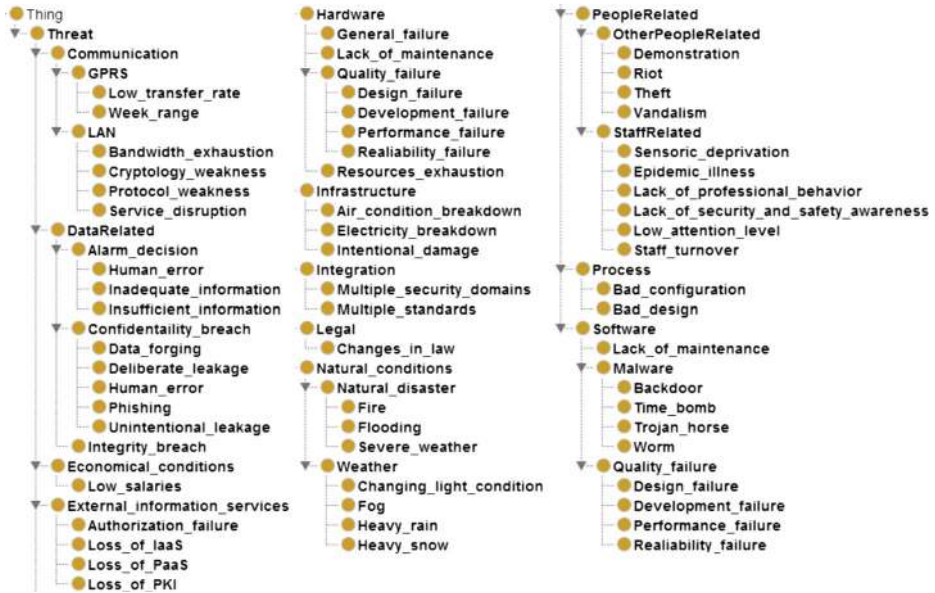 Thing
Threat
Communication
GPRS
Low_transfer_rate
Week_range
LAN
Bandwidth_exhaustion
Cryptology_weakness
Protocol_weakness
Service_disruption
DataRelated
Alarm_decision
Human_error
Inadequate_information
Insufficient_information
Confidentaility_breach
Data_forging
Deliberate_leakage
Human_error
Phishing
Unintentional_leakage
Integrity_breach
Economical_conditions
Low_salaries
External_information_services
Authorization_failure
Loss_of_IaaS
Loss_of_PaaS
Loss_of_PKI
Hardware
General_failure
Lack_of_maintenance
Quality_failure
Design_failure
Development_failure
Performance_failure
Realiability_failure
Resources_exhaustion
Infrastructure
Air_condition_breakdown
Electricity_breakdown
Intentional_damage
Integration
Multiple_security_domains
Multiple_standards
Legal
Changes_in_law
Natural_conditions
Natural_disaster
Fire
Flooding
Severe_weather
Weather
Changing_light_condition
Fog
Heavy_rain
Heavy_snow
PeopleRelated
OtherPeopleRelated
Demonstration
Riot
Theft
Vandalism
StaffRelated
Sensoric_deprivation
Epidemic_illness
Lack_of_professional_behavior
Lack_of_security_and_safety_awareness
Low_attention_level
Staff_turnover
Process
Bad_configuration
Bad_design
Software
Lack_of_maintenance
Malware
Backdoor
Time_bomb
Trojan_horse
Worm
Quality_failure
Design_failure
Development_failure
Performance_failure
Realiability_failure